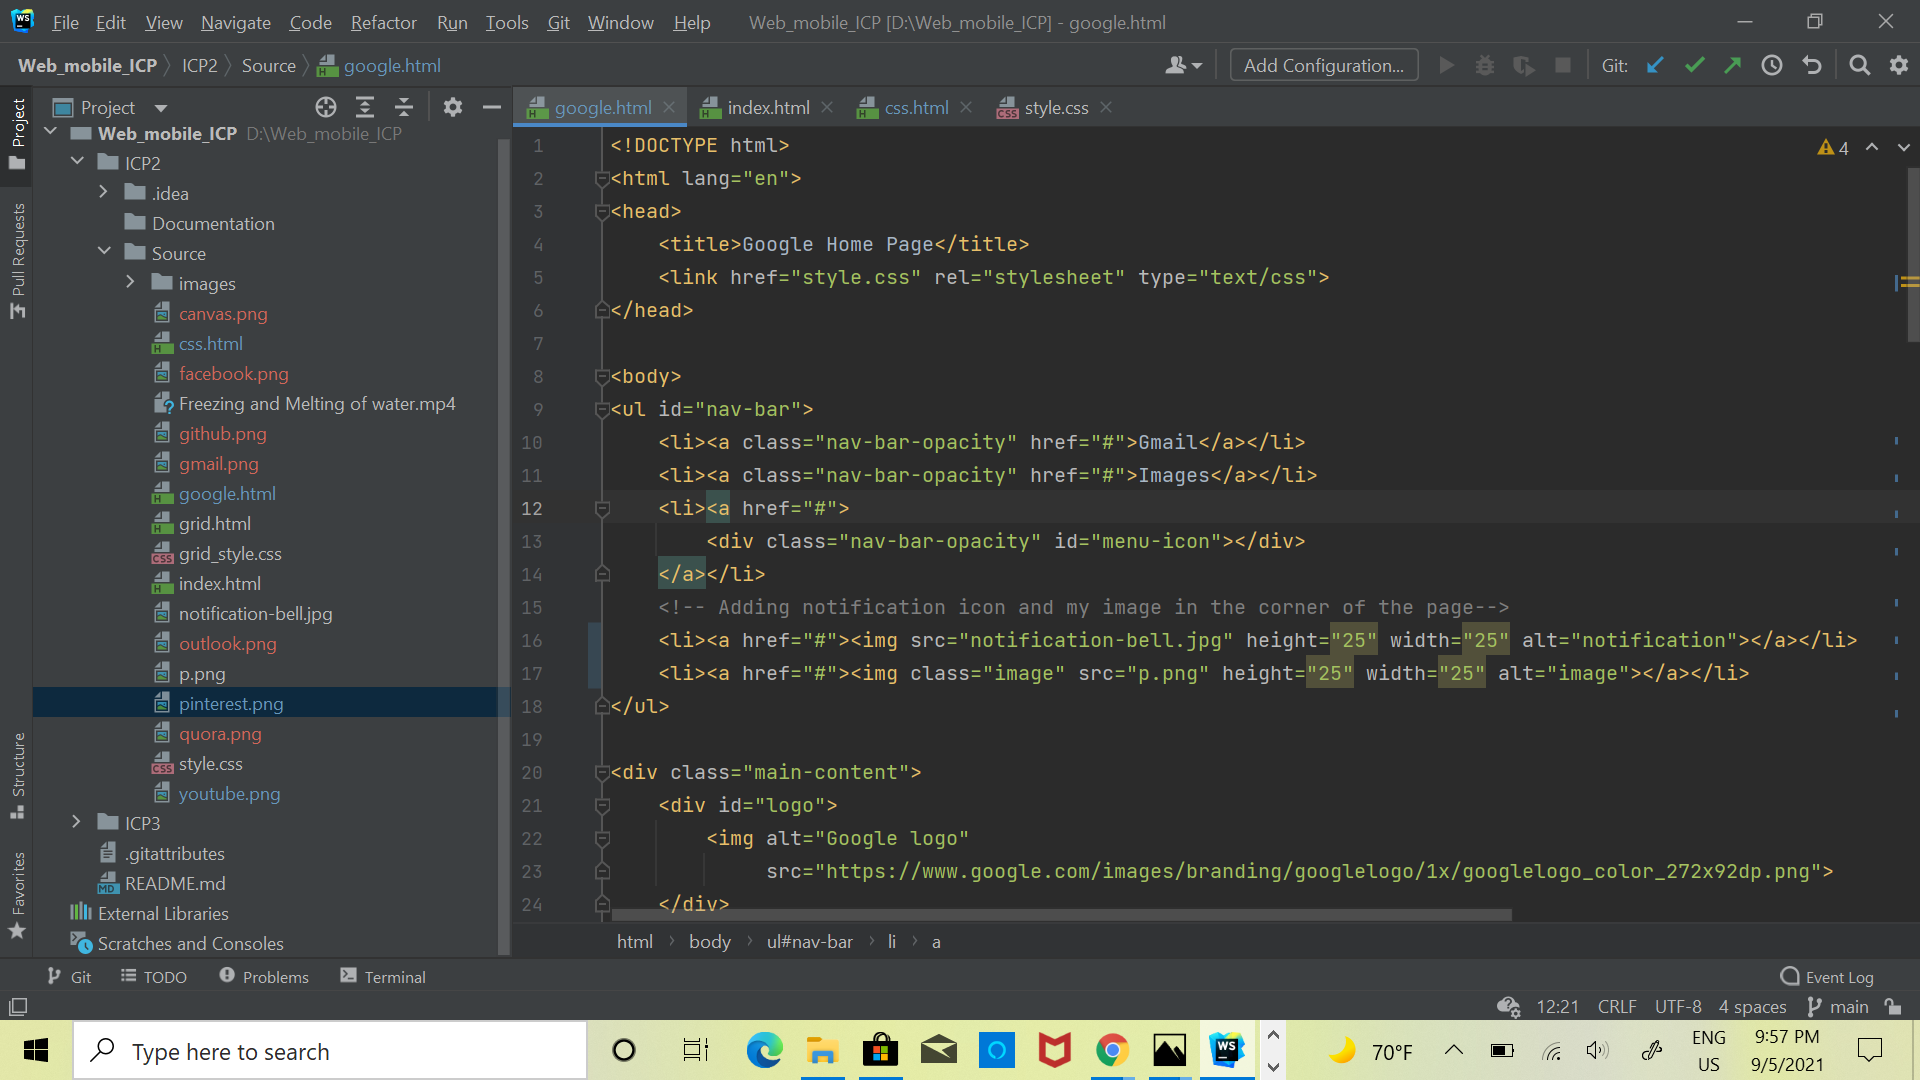 WS File Edit View Navigate Code Refactor Run Tools Git Window Help Web_mobile_ICP [D:\Web_mobile_ICP] - google.html
Web_mobile_ICP ICP2 Source google.html Add Configuration... Git:
Project
google.html index.html css.html style.css
Project
Pull Requests
Structure
Favorites
Web_mobile_ICP D:\Web_mobile_ICP
ICP2
.idea
Documentation
Source
images
canvas.png
css.html
facebook.png
Freezing and Melting of water.mp4
github.png
gmail.png
google.html
grid.html
grid_style.css
index.html
notification-bell.jpg
outlook.png
p.png
pinterest.png
quora.png
style.css
youtube.png
ICP3
.gitattributes
README.md
External Libraries
Scratches and Consoles
4
1 <!DOCTYPE html>
2 <html lang="en">
3 <head>
4 <title>Google Home Page</title>
5 <link href="style.css" rel="stylesheet" type="text/css">
6 </head>
7
8 <body>
9 <ul id="nav-bar">
10 <li><a class="nav-bar-opacity" href="#">Gmail</a></li>
11 <li><a class="nav-bar-opacity" href="#">Images</a></li>
12 <li><a href="#">
13 <div class="nav-bar-opacity" id="menu-icon"></div>
14 </a></li>
15 <!-- Adding notification icon and my image in the corner of the page-->
16 <li><a href="#"><img src="notification-bell.jpg" height="25" width="25" alt="notification"></a></li>
17 <li><a href="#"><img class="image" src="p.png" height="25" width="25" alt="image"></a></li>
18 </ul>
19
20 <div class="main-content">
21 <div id="logo">
22 <img alt="Google logo"
23 src="https://www.google.com/images/branding/googlelogo/1x/googlelogo_color_272x92dp.png">
24 </div>
html body ul#nav-bar li a
Git TODO Problems Terminal Event Log
12:21 CRLF UTF-8 4 spaces main
Type here to search
WS
70°F
ENG
US
9:57 PM
9/5/2021